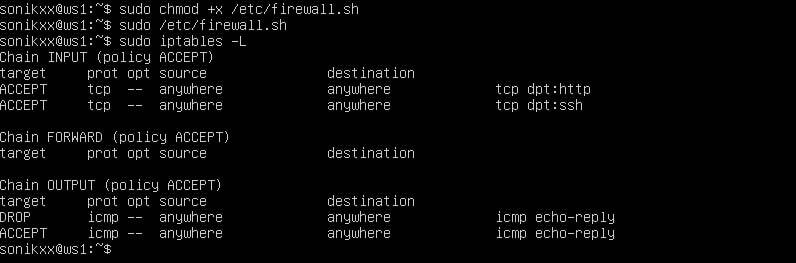 sonikxx@ws1:~$ sudo chmod +x /etc/firewall.sh
sonikxx@ws1:~$ sudo /etc/firewall.sh
sonikxx@ws1:~$ sudo iptables -L
Chain INPUT (policy ACCEPT)
target     prot opt source               destination
ACCEPT     tcp  --  anywhere             anywhere             tcp dpt:http
ACCEPT     tcp  --  anywhere             anywhere             tcp dpt:ssh

Chain FORWARD (policy ACCEPT)
target     prot opt source               destination

Chain OUTPUT (policy ACCEPT)
target     prot opt source               destination
DROP       icmp --  anywhere             anywhere             icmp echo-reply
ACCEPT     icmp --  anywhere             anywhere             icmp echo-reply
sonikxx@ws1:~$